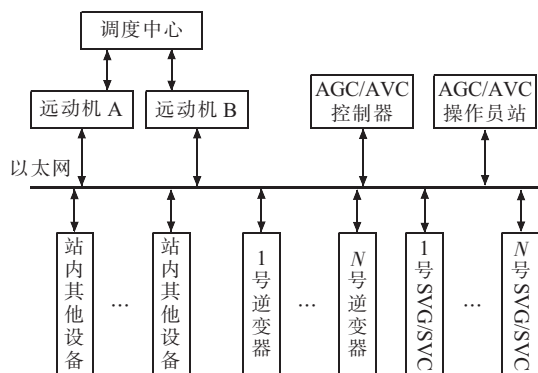 调度中心
远动机 A
远动机 B
AGC/AVC
控制器
AGC/AVC
操作员站
以太网
站内其他设备
...
站内其他设备
1号逆变器
...
N号逆变器
1号SVG/SVC
...
N号SVG/SVC